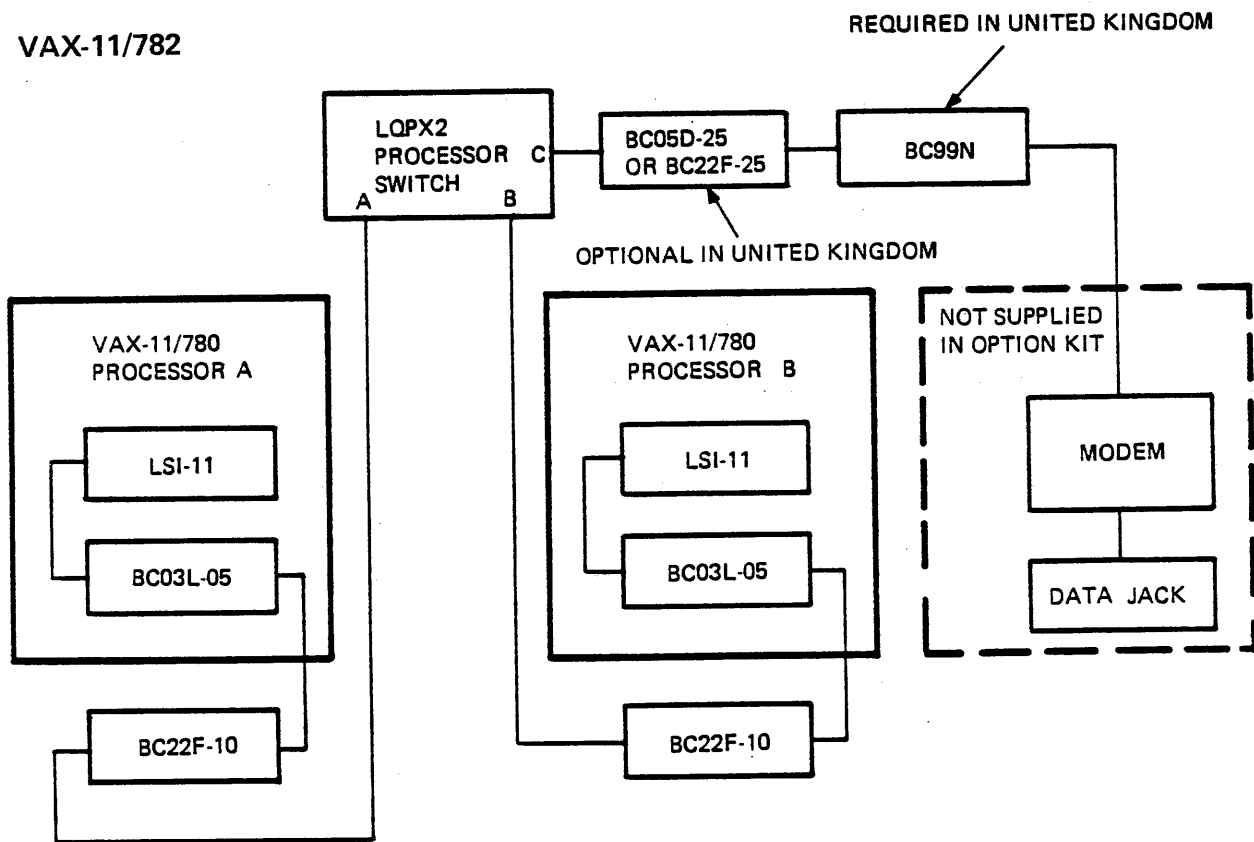 VAX-11/782
REQUIRED IN UNITED KINGDOM
LQPX2
PROCESSOR C
SWITCH
A
B
BC05D-25
OR BC22F-25
BC99N
OPTIONAL IN UNITED KINGDOM
VAX-11/780
PROCESSOR A
LSI-11
BC03L-05
BC22F-10
VAX-11/780
PROCESSOR B
LSI-11
BC03L-05
BC22F-10
NOT SUPPLIED
IN OPTION KIT
MODEM
DATA JACK